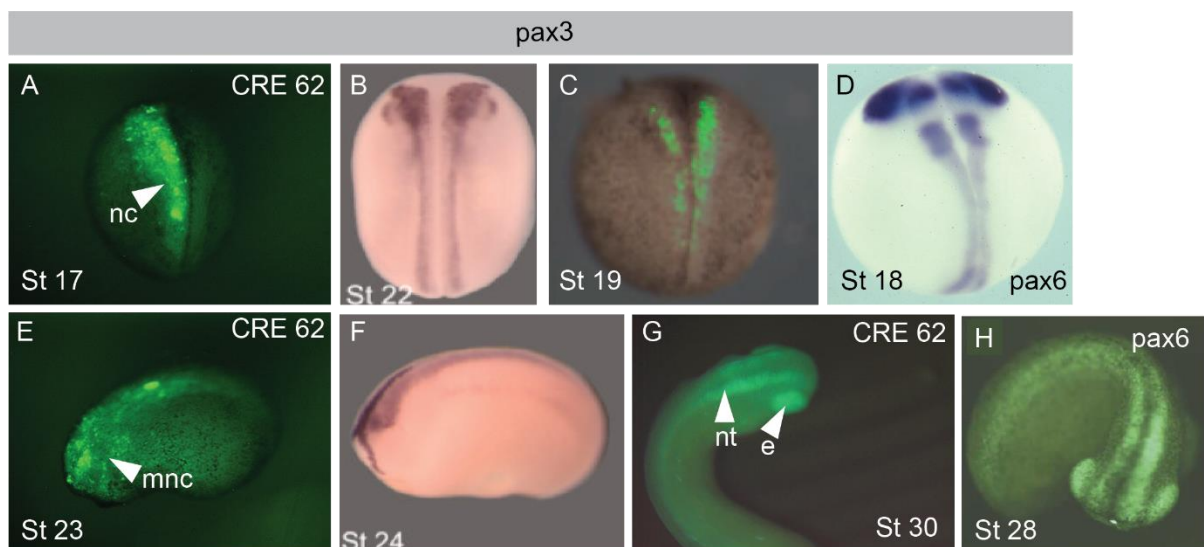 pax3
A CRE 62
nc
St 17
B
St 22
C
St 19
D
St 18 pax6
E CRE 62
mnc
St 23
F
St 24
G CRE 62
nt
e
St 30
H pax6
St 28